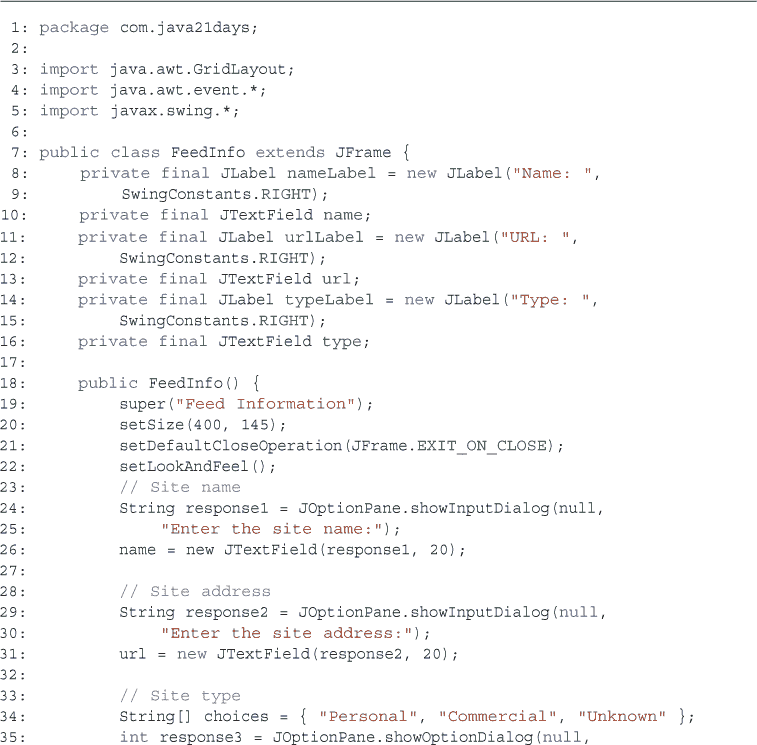 1: package com.java21days;
2:
3: import java.awt.GridLayout;
4: import java.awt.event.*;
5: import javax.swing.*;
6:
7: public class FeedInfo extends JFrame {
8:     private final JLabel nameLabel = new JLabel("Name: ",
9:         SwingConstants.RIGHT);
10:     private final JTextField name;
11:     private final JLabel urlLabel = new JLabel("URL: ",
12:         SwingConstants.RIGHT);
13:     private final JTextField url;
14:     private final JLabel typeLabel = new JLabel("Type: ",
15:         SwingConstants.RIGHT);
16:     private final JTextField type;
17:
18:     public FeedInfo() {
19:         super("Feed Information");
20:         setSize(400, 145);
21:         setDefaultCloseOperation(JFrame.EXIT_ON_CLOSE);
22:         setLookAndFeel();
23:         // Site name
24:         String response1 = JOptionPane.showInputDialog(null,
25:             "Enter the site name:");
26:         name = new JTextField(response1, 20);
27:
28:         // Site address
29:         String response2 = JOptionPane.showInputDialog(null,
30:             "Enter the site address:");
31:         url = new JTextField(response2, 20);
32:
33:         // Site type
34:         String[] choices = { "Personal", "Commercial", "Unknown" };
35:         int response3 = JOptionPane.showOptionDialog(null,